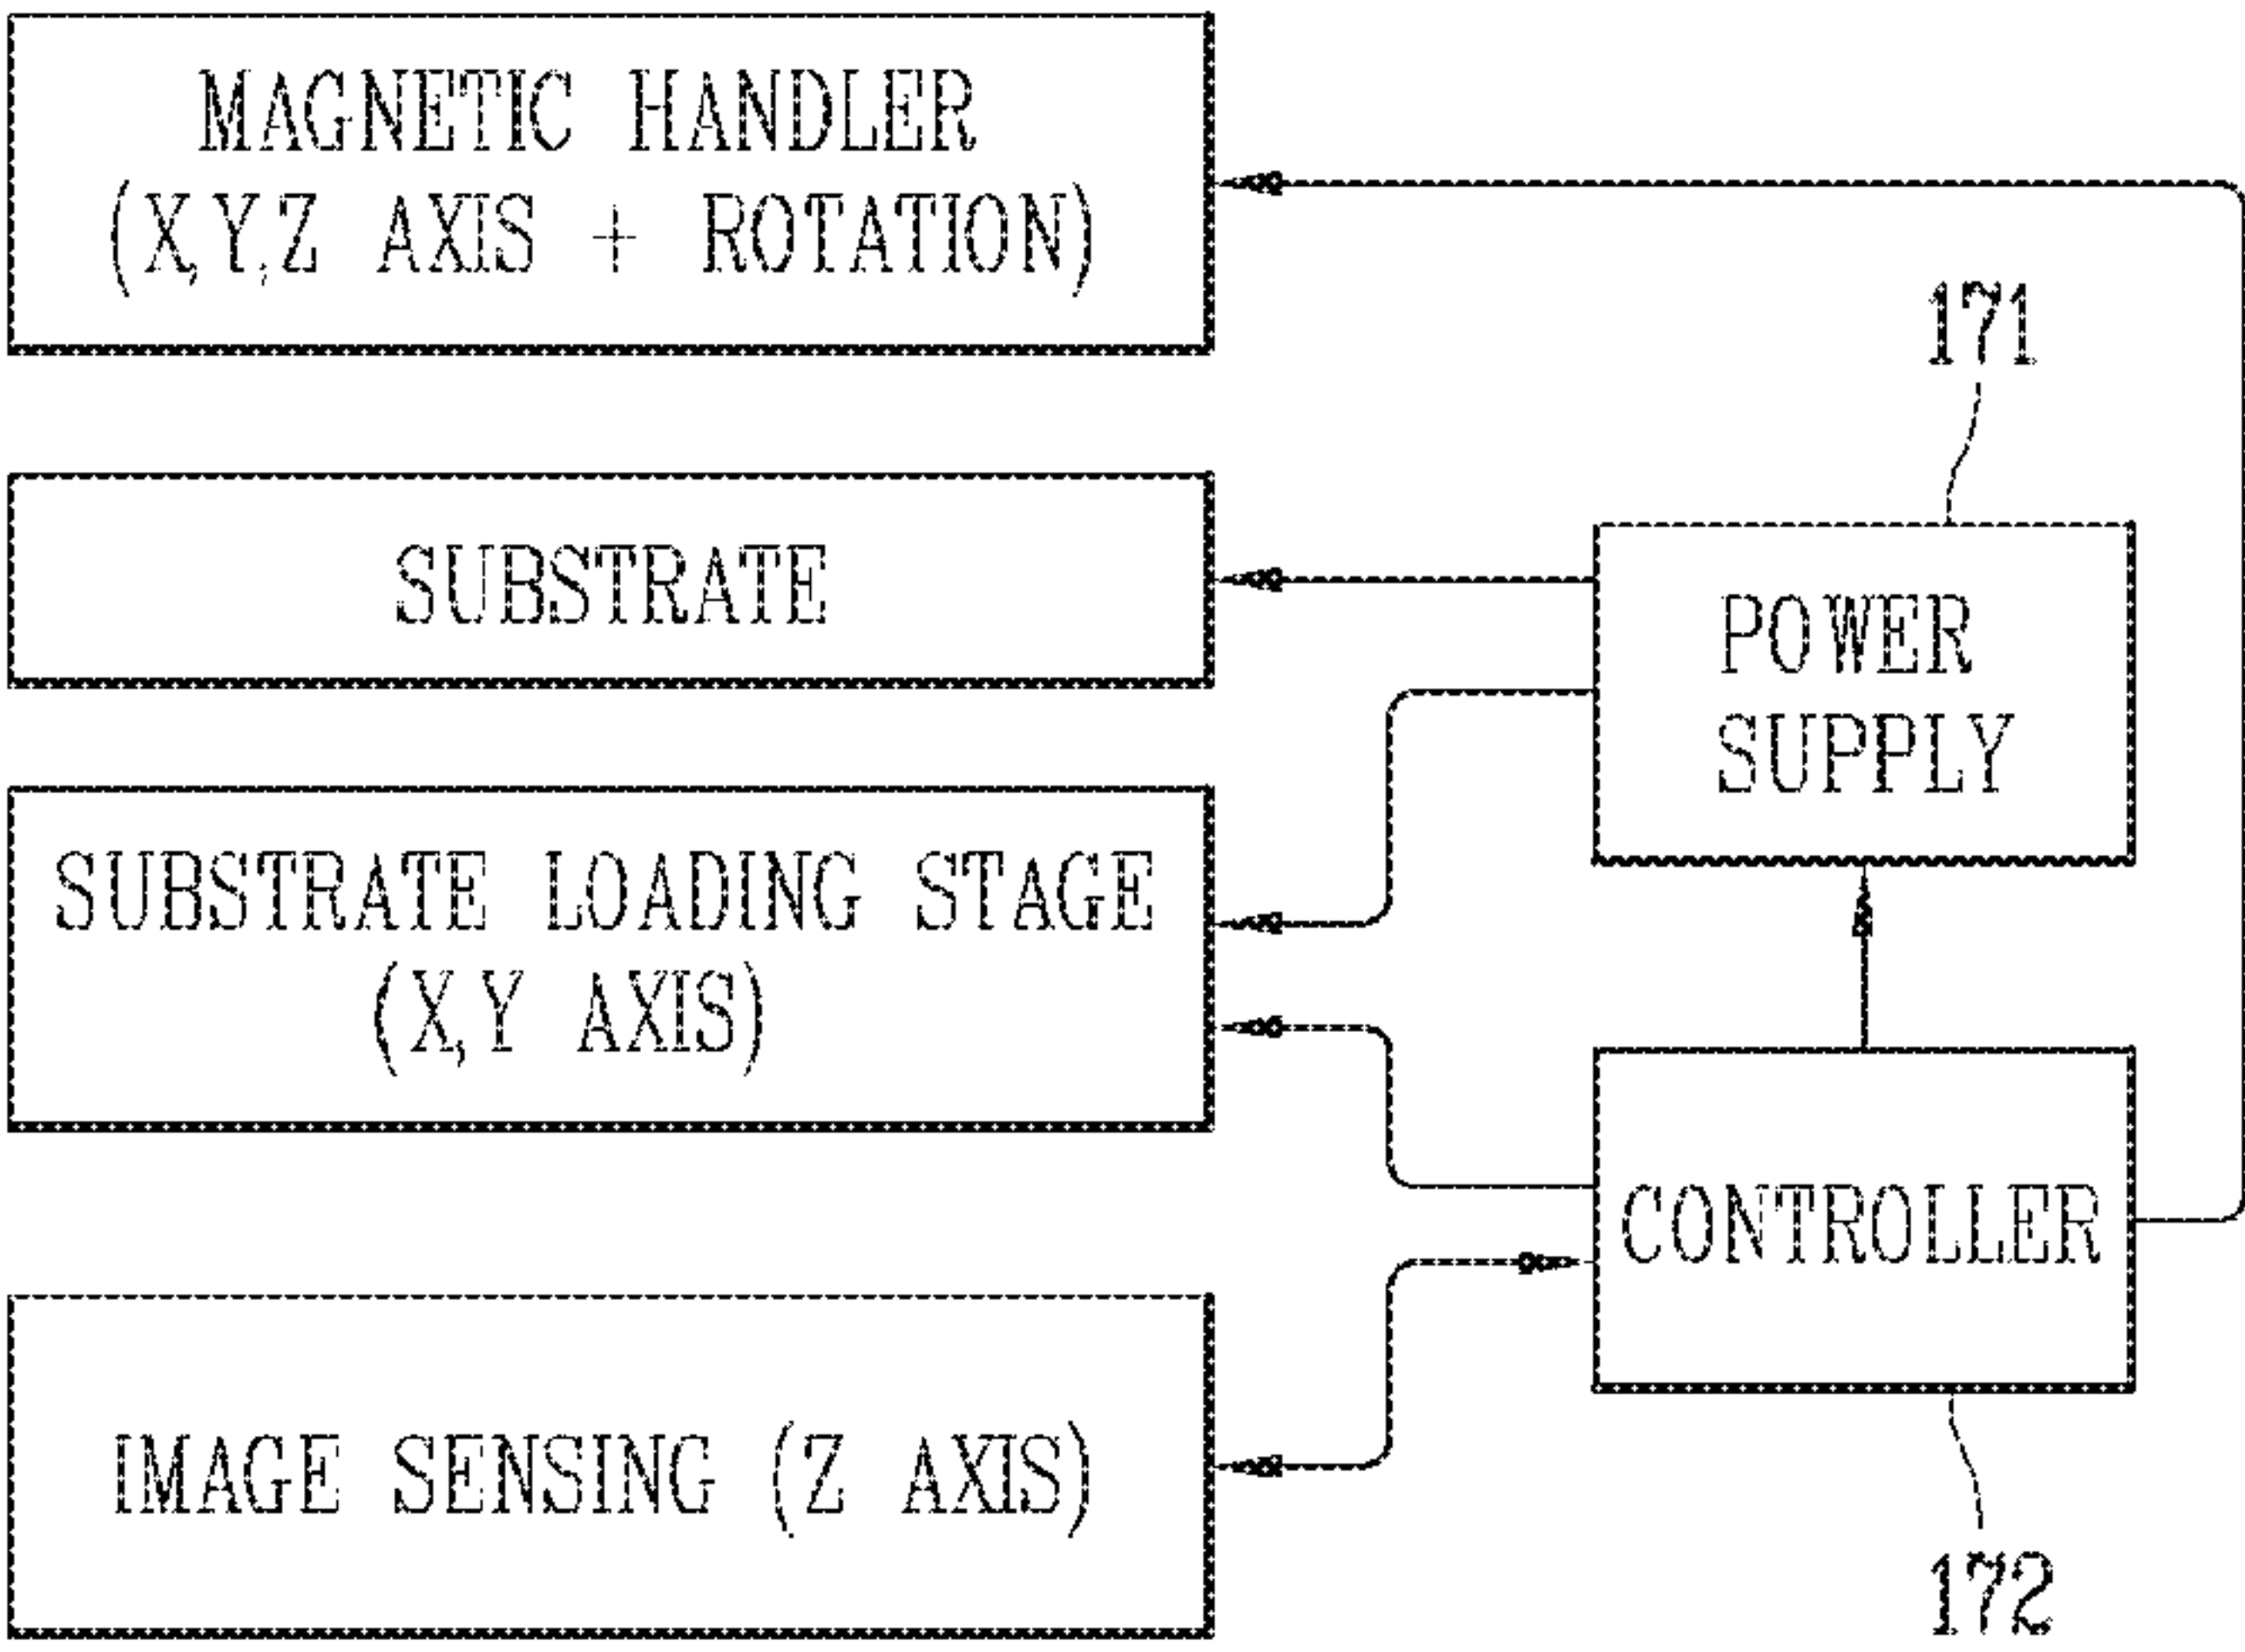 MAGNETIC HANDLER
(X,Y,Z AXIS + ROTATION)
171
SUBSTRATE
POWER
SUPPLY
SUBSTRATE LOADING STAGE
(X,Y AXIS)
CONTROLLER
IMAGE SENSING (Z AXIS)
172